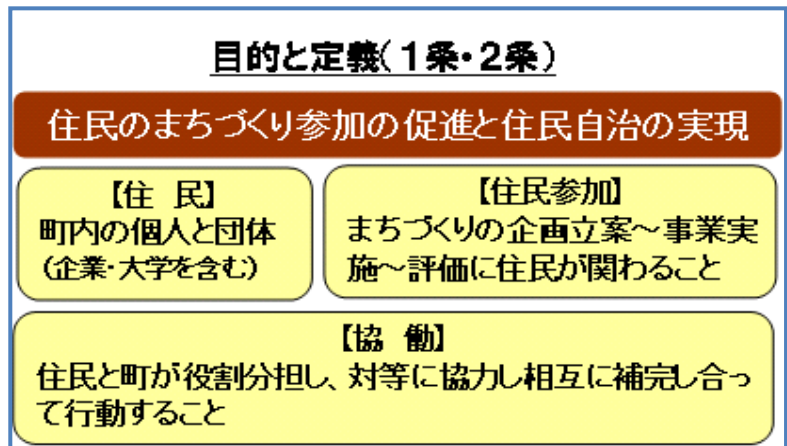 目的と定義(1条・2条)
住民のまちづくり参加の促進と住民自治の実現
【住 民】
町内の個人と団体
(企業・大学を含む)
【住民参加】
まちづくりの企画立案~事業実
施~評価に住民が関わること
【協 働】
住民と町が役割分担し、対等に協力し相互に補完し合っ
て行動すること